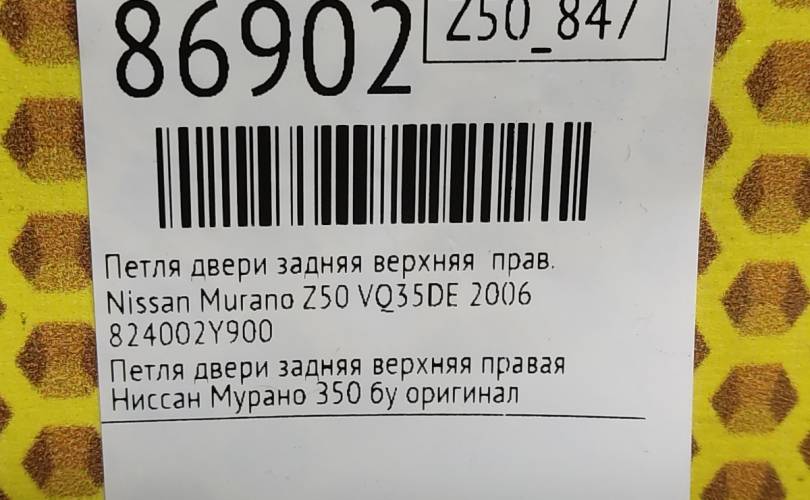 86902
Z50_847
Петля двери задняя верхняя прав.
Nissan Murano Z50 VQ35DE 2006
824002Y900
Петля двери задняя верхняя правая
Ниссан Мурано 350 бу оригинал